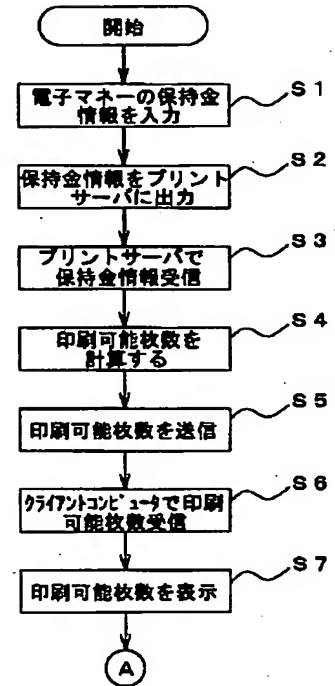 開始
電子マネーの保持金
情報を入力
S1
保持金情報をプリント
サーバに出力
S2
プリントサーバで
保持金情報受信
S3
印刷可能枚数を
計算する
S4
印刷可能枚数を送信
S5
クライアントコンピュータで印刷
可能枚数受信
S6
印刷可能枚数を表示
S7
A